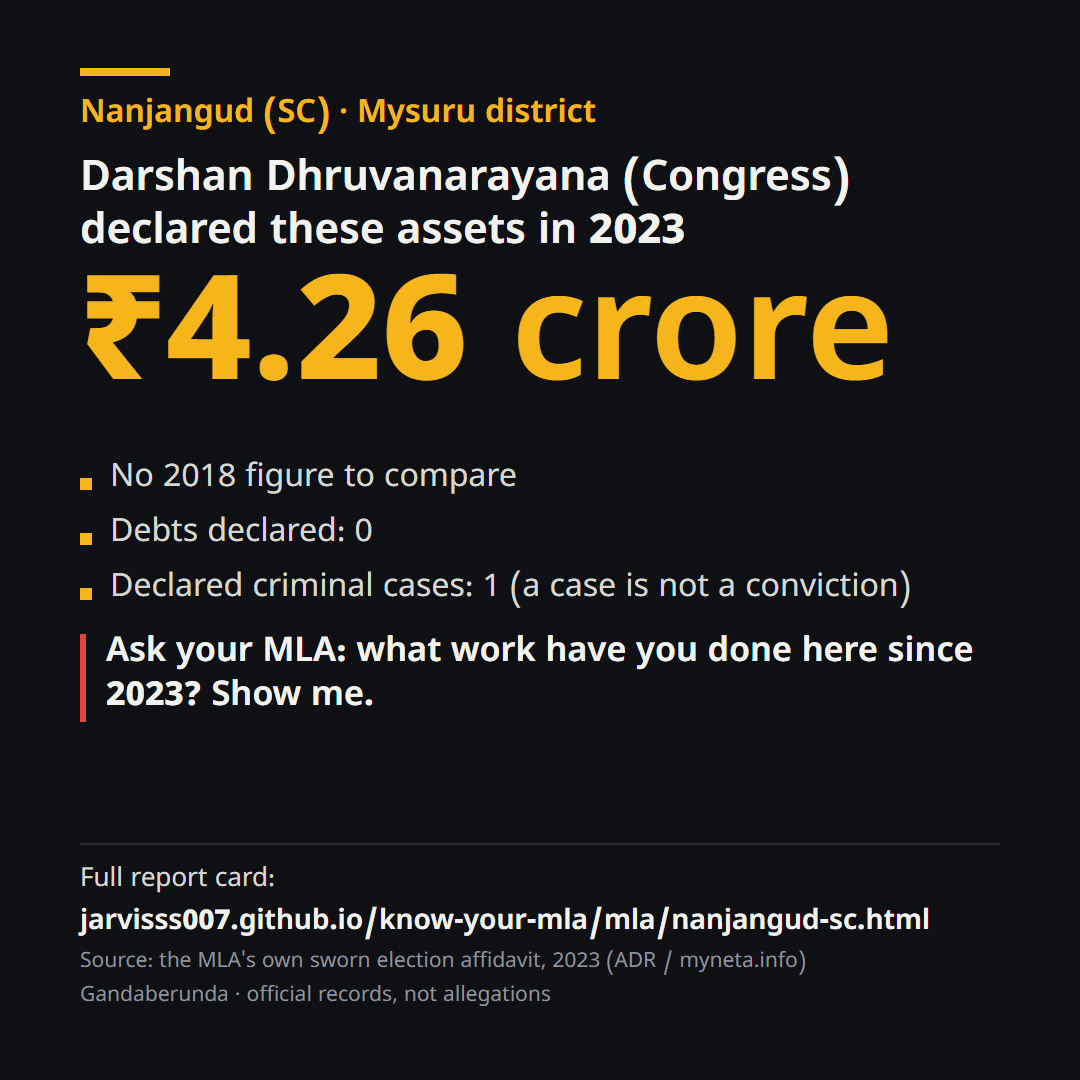 Nanjangud (SC) · Mysuru district
Darshan Dhruvanarayana (Congress)
declared these assets in 2023
₹4.26 crore
No 2018 figure to compare
Debts declared: 0
Declared criminal cases: 1 (a case is not a conviction)
Ask your MLA: what work have you done here since
2023? Show me.
Full report card:
jarvisss007.github.io/know-your-mla/mla/nanjangud-sc.html
Source: the MLA's own sworn election affidavit, 2023 (ADR / myneta.info)
Gandaberunda · official records, not allegations